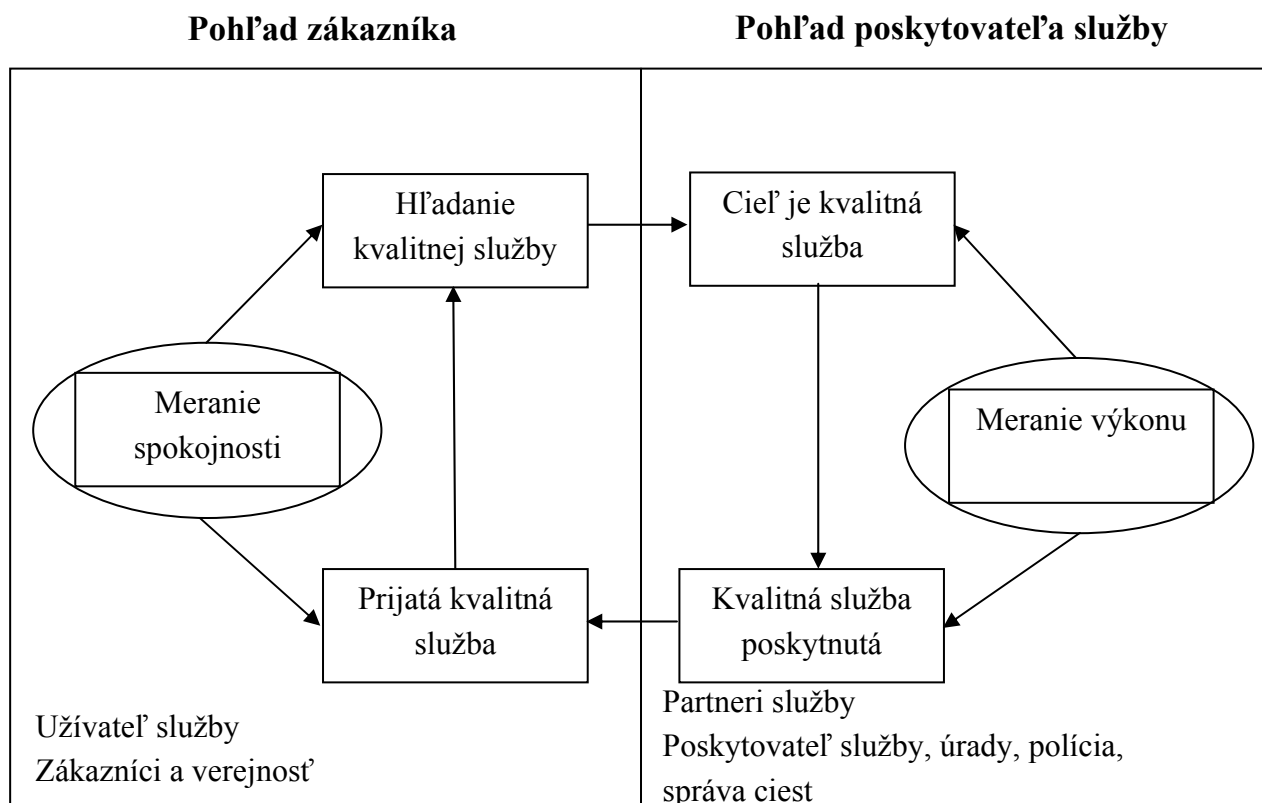 Pohľad zákazníka
Pohľad poskytovateľa služby
Hľadanie
kvalitnej služby
Cieľ je kvalitná
služba
Meranie
spokojnosti
Meranie výkonu
Prijatá kvalitná
služba
Kvalitná služba
poskytnutá
Užívateľ služby
Zákazníci a verejnosť
Partneri služby
Poskytovateľ služby, úrady, polícia,
správa ciest